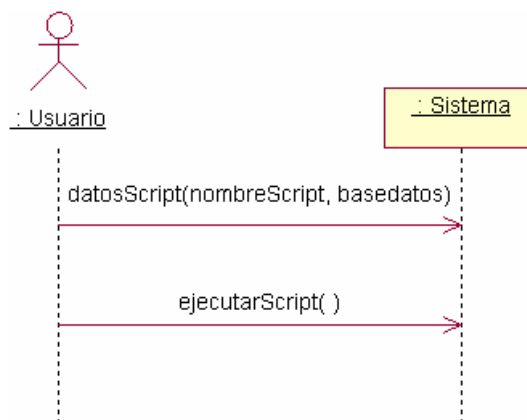 : Sistema
: Usuario
datosScript(nombreScript, basedatos)
ejecutarScript( )